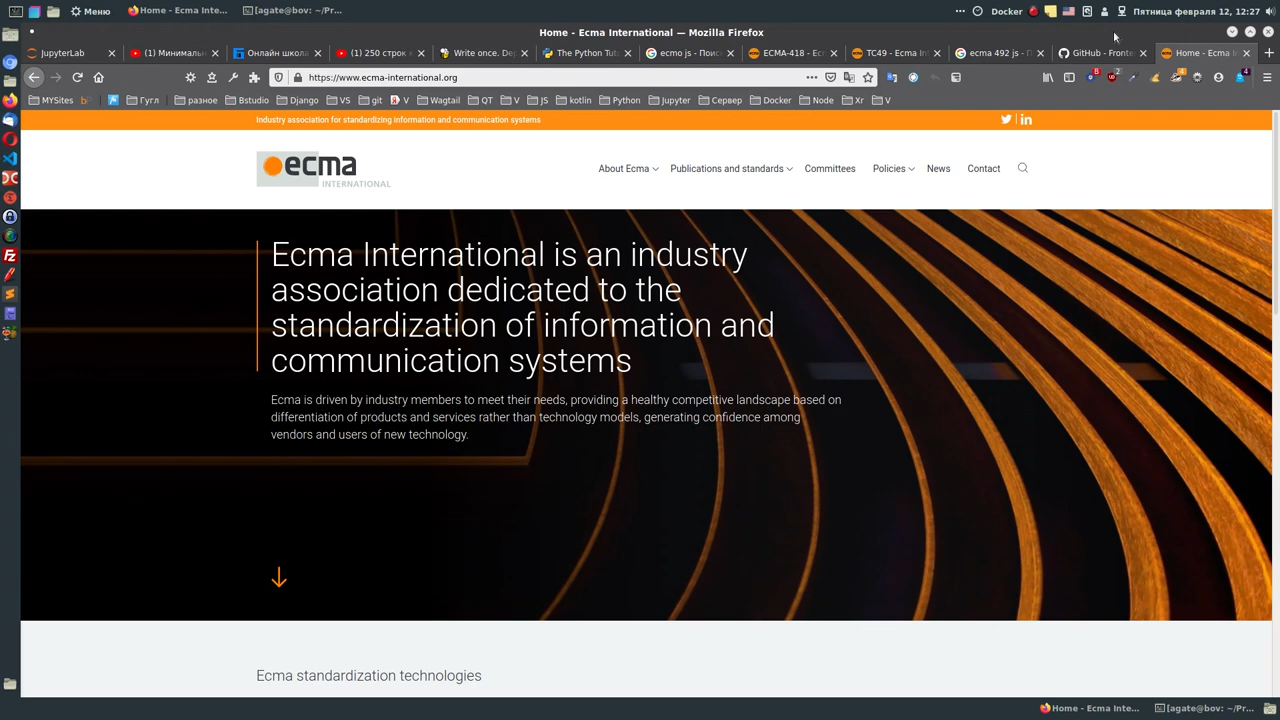 Меню
Home - Ecma Inte...
[agate@bov: ~/Pr...
Docker
Пятница февраля 12, 12:27
Home - Ecma International — Mozilla Firefox
JupyterLab
(1) Минималь
Онлайн школа
(1) 250 строк
Write once. De
The Python Tut
ecmo js - Поис
ECMA-418 - Ec
TC49 - Ecma In
ecma 492 js - П
GitHub - Fronte
Home - Ecma In
https://www.ecma-international.org
MYSites
Гугл
разное
Bstudio
Django
VS
git
V
Wagtail
QT
V
JS
kotlin
Python
Jupyter
Сервер
Docker
Node
Xr
V
Industry association for standardizing information and communication systems
ecma
INTERNATIONAL
About Ecma
Publications and standards
Committees
Policies
News
Contact
Ecma International is an industry
association dedicated to the
standardization of information and
communication systems
Ecma is driven by industry members to meet their needs, providing a healthy competitive landscape based on
differentiation of products and services rather than technology models, generating confidence among
vendors and users of new technology.
Ecma standardization technologies
Home - Ecma Inte...
[agate@bov: ~/Pr...